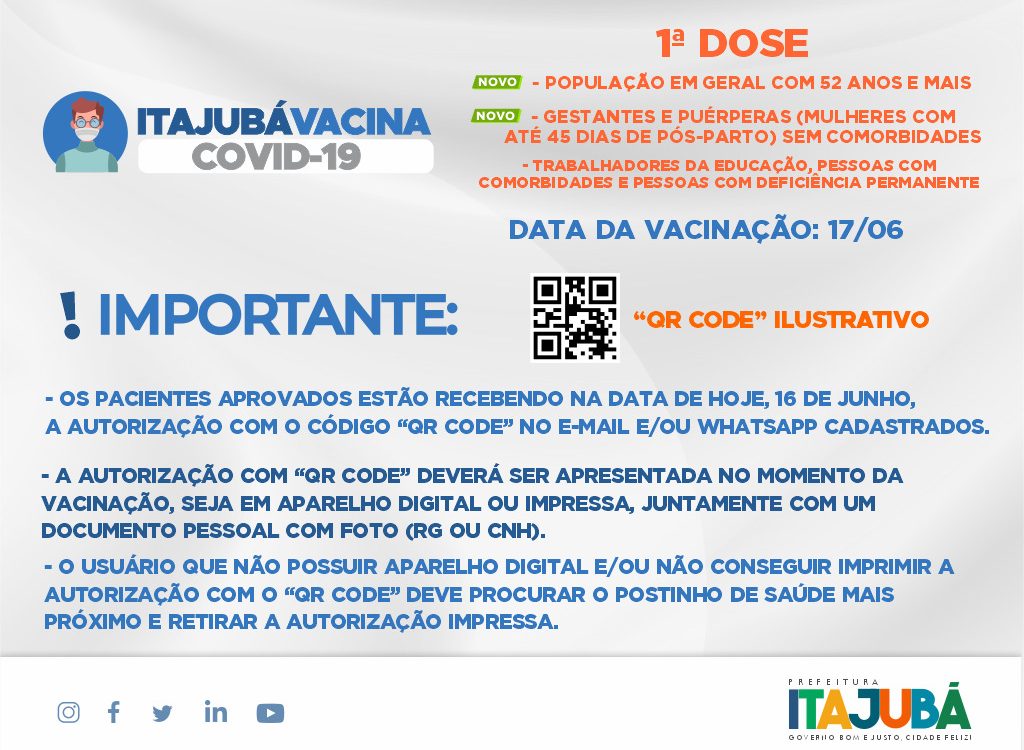 1ª DOSE
NOVO - POPULAÇÃO EM GERAL COM 52 ANOS E MAIS
NOVO - GESTANTES E PUÉRPERAS (MULHERES COM
ATÉ 45 DIAS DE PÓS-PARTO) SEM COMORBIDADES
- TRABALHADORES DA EDUCAÇÃO, PESSOAS COM
COMORBIDADES E PESSOAS COM DEFICIÊNCIA PERMANENTE
ITAJUBÁVACINA
COVID-19
DATA DA VACINAÇÃO: 17/06
! IMPORTANTE:
“QR CODE” ILUSTRATIVO
- OS PACIENTES APROVADOS ESTÃO RECEBENDO NA DATA DE HOJE, 16 DE JUNHO,
A AUTORIZAÇÃO COM O CÓDIGO “QR CODE” NO E-MAIL E/OU WHATSAPP CADASTRADOS.
- A AUTORIZAÇÃO COM “QR CODE” DEVERÁ SER APRESENTADA NO MOMENTO DA
VACINAÇÃO, SEJA EM APARELHO DIGITAL OU IMPRESSA, JUNTAMENTE COM UM
DOCUMENTO PESSOAL COM FOTO (RG OU CNH).
- O USUÁRIO QUE NÃO POSSUIR APARELHO DIGITAL E/OU NÃO CONSEGUIR IMPRIMIR A
AUTORIZAÇÃO COM O “QR CODE” DEVE PROCURAR O POSTINHO DE SAÚDE MAIS
PRÓXIMO E RETIRAR A AUTORIZAÇÃO IMPRESSA.
PREFEITURA
ITAJUBÁ
GOVERNO BOM E JUSTO, CIDADE FELIZ!